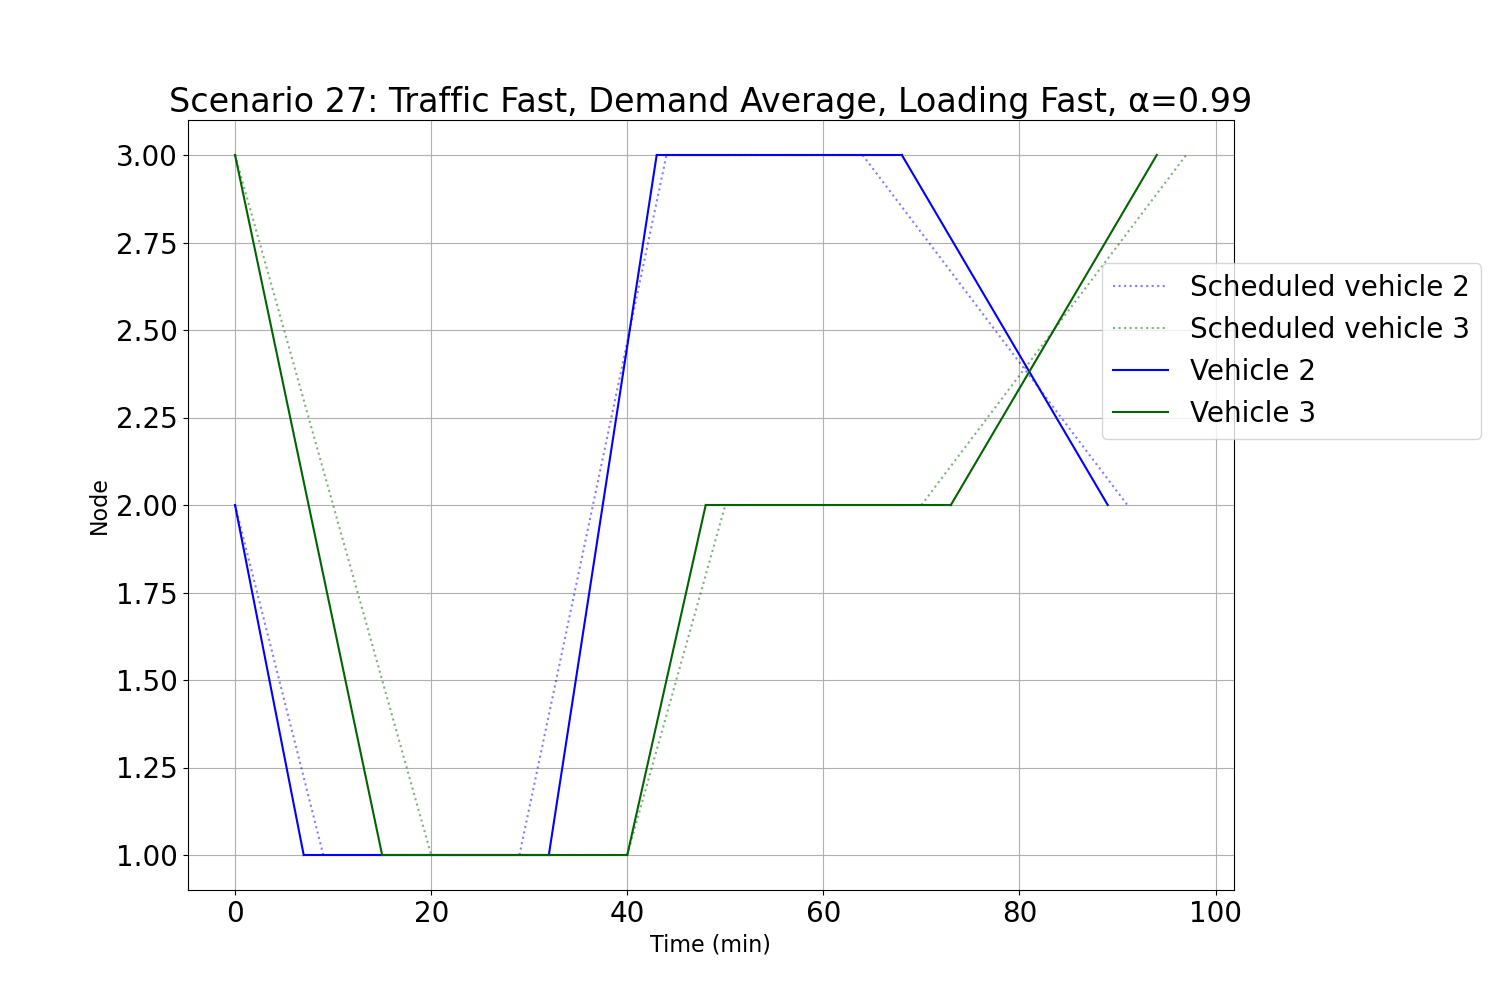 Scenario 27: Traffic Fast, Demand Average, Loading Fast, α=0.99
3.00
2.75
2.50
2.25
2.00
1.75
1.50
1.25
1.00
Node
Scheduled vehicle 2
Scheduled vehicle 3
Vehicle 2
Vehicle 3
0 20 40 60 80 100
Time (min)